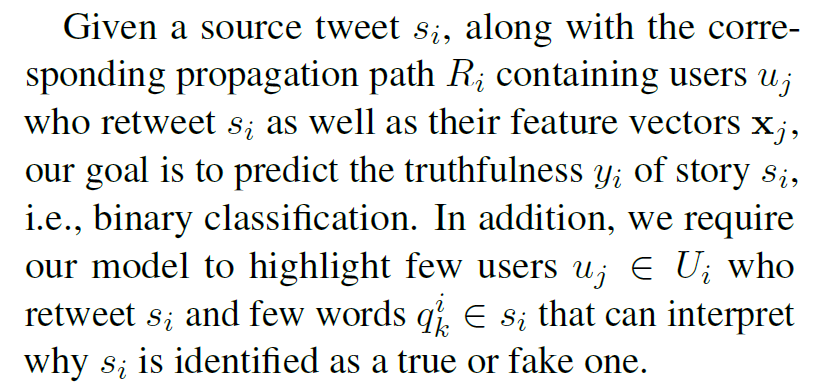 Given a source tweet $s_i$, along with the corre-
sponding propagation path $R_i$ containing users $u_j$
who retweet $s_i$ as well as their feature vectors $\mathbf{x}_j$,
our goal is to predict the truthfulness $y_i$ of story $s_i$,
i.e., binary classification. In addition, we require
our model to highlight few users $u_j \in U_i$ who
retweet $s_i$ and few words $q_k^i \in s_i$ that can interpret
why $s_i$ is identified as a true or fake one.